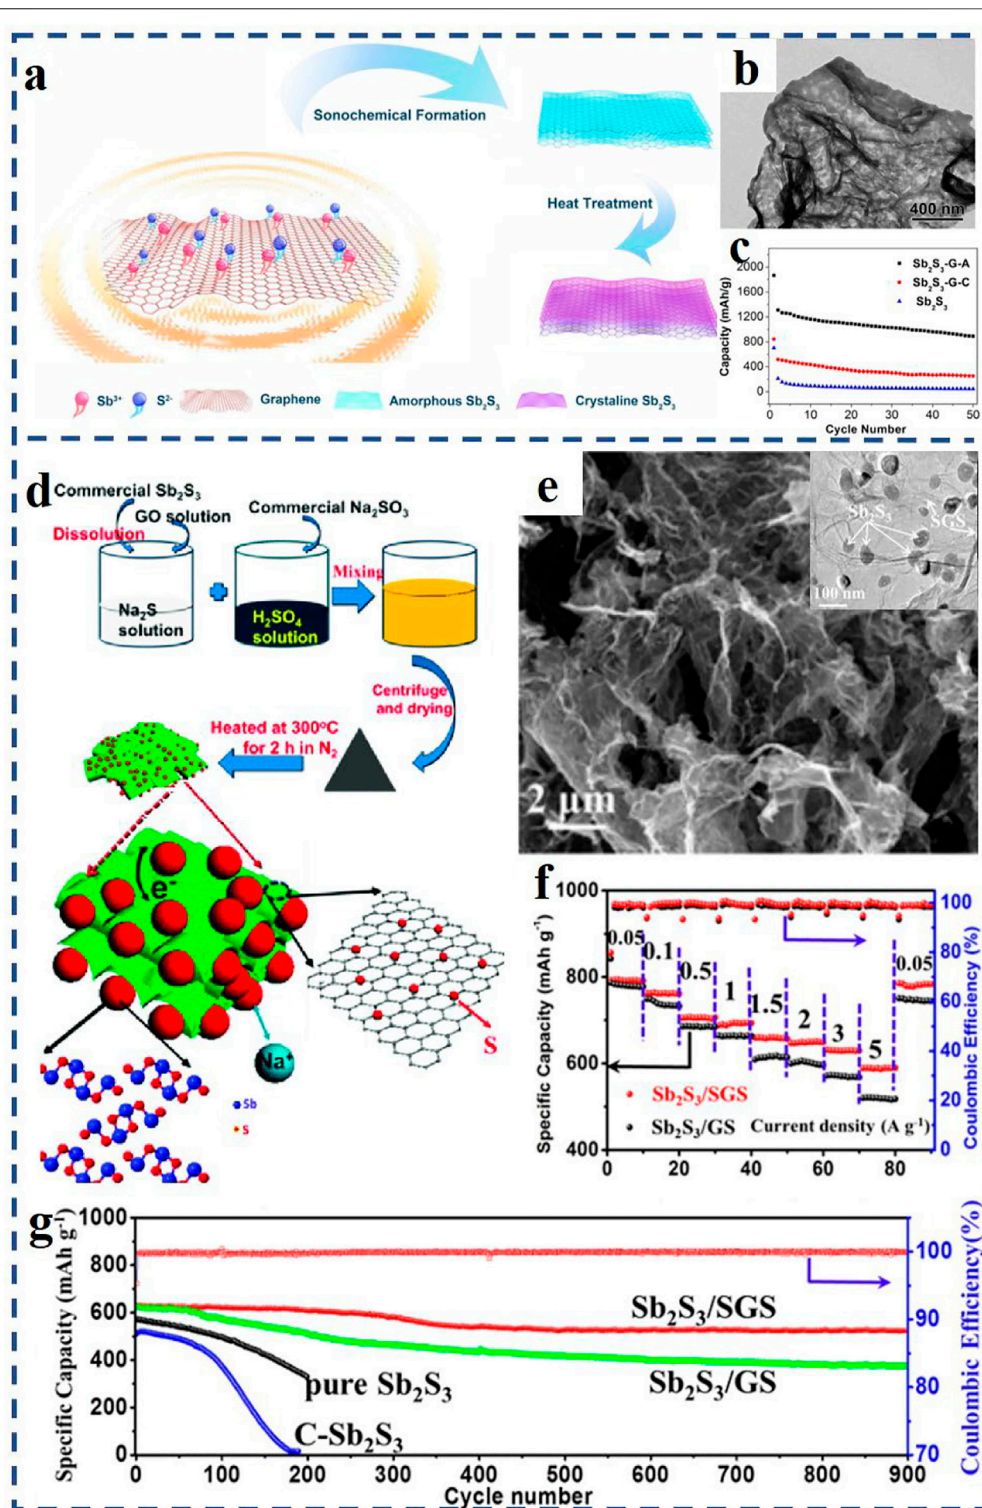 a
Sonochemical Formation
Heat Treatment
Sb³⁺
S²⁻
Graphene
Amorphous Sb₂S₃
Crystaline Sb₂S₃
b
400 nm
c
Capacity (mAh/g)
2000
1600
1200
800
400
0
Sb₂S₃-G-A
Sb₂S₃-G-C
Sb₂S₃
0 10 20 30 40 50
Cycle Number
d
Commercial Sb₂S₃
GO solution
Dissolution
Commercial Na₂SO₃
Na₂S
solution
H₂SO₄
solution
Mixing
Centrifuge
and drying
Heated at 300°C
for 2 h in N₂
e⁻
Na⁺
S
Sb
S
e
Sb₂S₃
SGS
100 nm
2 μm
f
Specific Capacity (mAh g⁻¹)
1000
800
600
400
0.05
0.1
0.5
1
1.5
2
3
5
0.05
Sb₂S₃/SGS
Sb₂S₃/GS
Current density (A g⁻¹)
0 20 40 60 80
100
80
60
40
20
0
Coulombic Efficiency (%)
g
Specific Capacity (mAh g⁻¹)
1000
800
600
400
200
0
Sb₂S₃/SGS
pure Sb₂S₃
Sb₂S₃/GS
C-Sb₂S₃
0 100 200 300 400 500 600 700 800 900
Cycle number
100
90
80
70
Coulombic Efficiency(%)